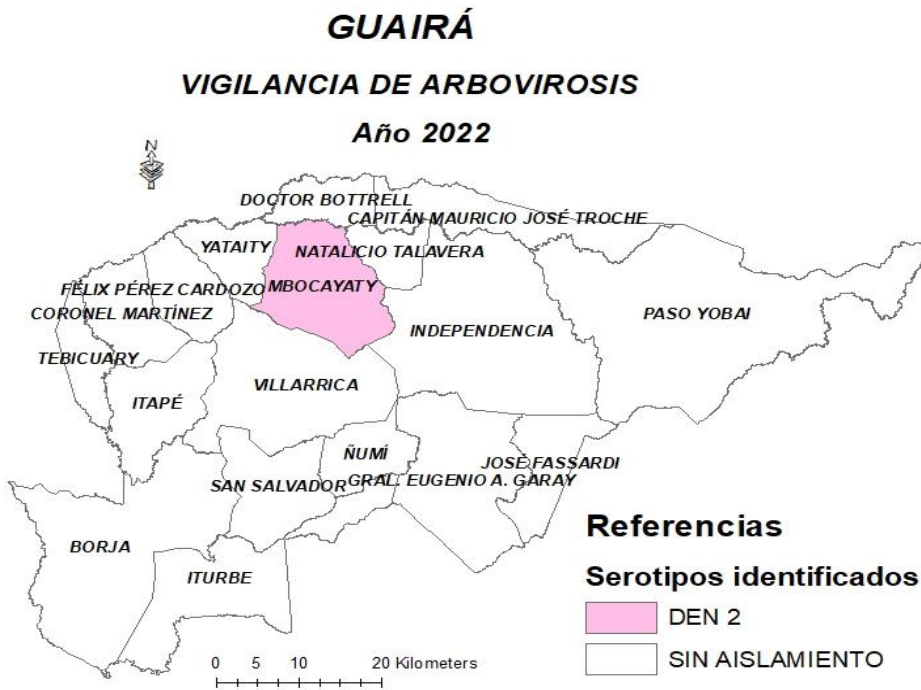 GUAIRÁ
VIGILANCIA DE ARBOVIROSIS
Año 2022
N
DOCTOR BOTTRELL
CAPITÁN MAURICIO JOSÉ TROCHE
YATAITY
NATALICIO TALAVERA
FÉLIX PÉREZ CARDOZO
MBOCAYATY
CORONEL MARTÍNEZ
INDEPENDENCIA
PASO YOBAI
TEBICUARY
VILLARRICA
ITAPÉ
ÑUMÍ
JOSÉ FASSARDI
SAN SALVADOR
GRAL. EUGENIO A. GARAY
BORJA
ITURBE
Referencias
Serotipos identificados
DEN 2
SIN AISLAMIENTO
0 5 10 20 Kilometers